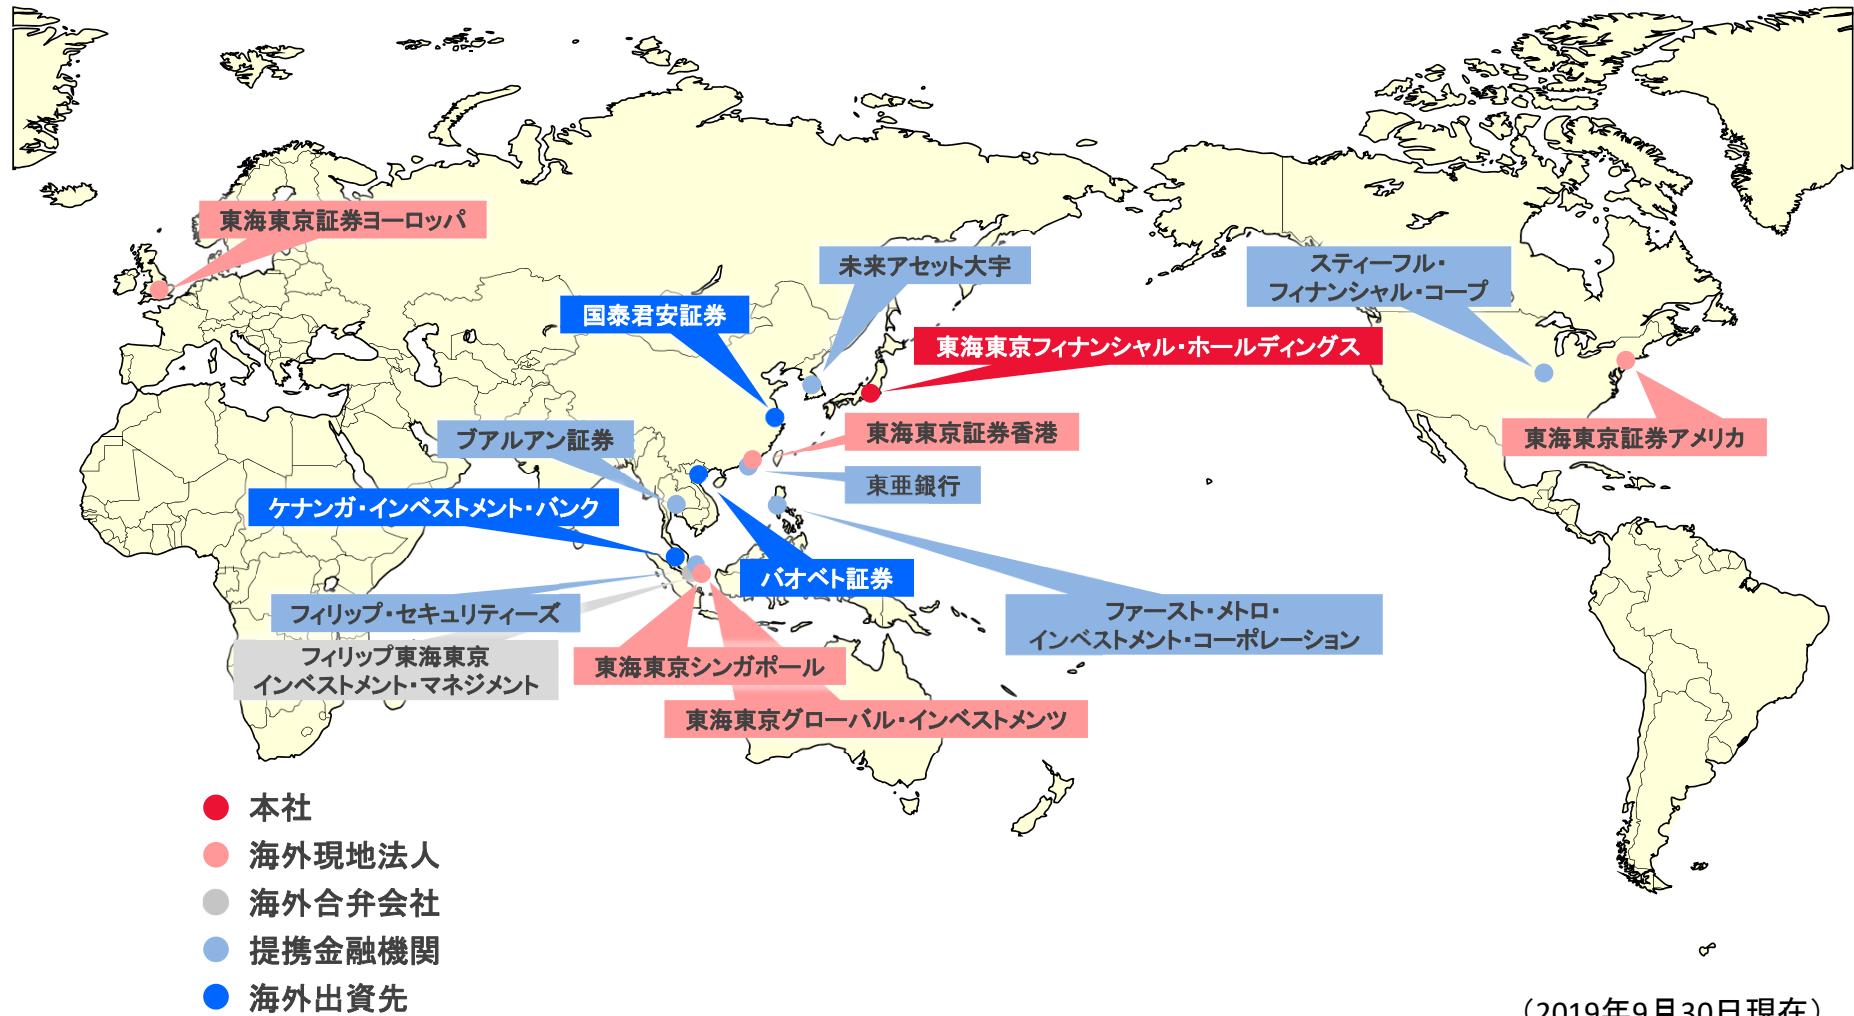 東海東京証券ヨーロッパ
未来アセット大宇
スティーフル・
フィナンシャル・コープ
国泰君安証券
東海東京フィナンシャル・ホールディングス
ブアルアン証券
東海東京証券香港
東海東京証券アメリカ
東亜銀行
ケナンガ・インベストメント・バンク
バオベト証券
フィリップ・セキュリティーズ
ファースト・メトロ・
インベストメント・コーポレーション
フィリップ東海東京
インベストメント・マネジメント
東海東京シンガポール
東海東京グローバル・インベストメンツ
本社
海外現地法人
海外合弁会社
提携金融機関
海外出資先
（2019年9月30日現在）